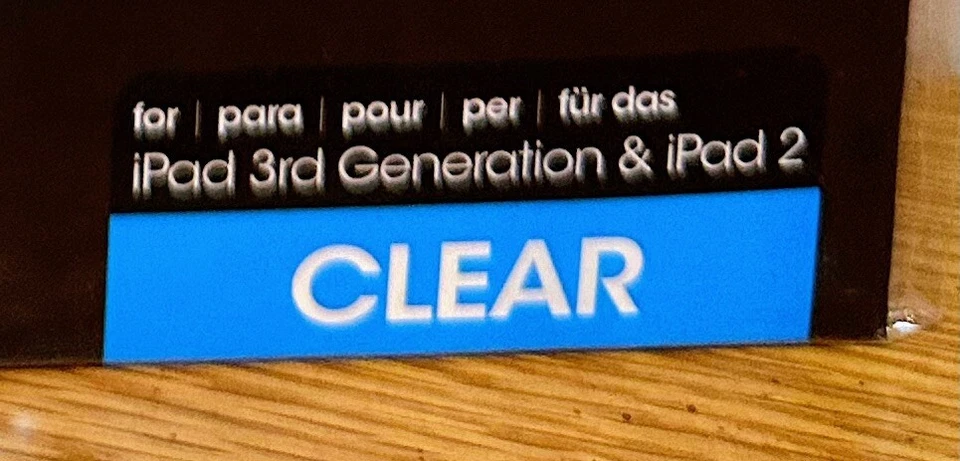 for | para | pour | per | für das
iPad 3rd Generation & iPad 2
CLEAR